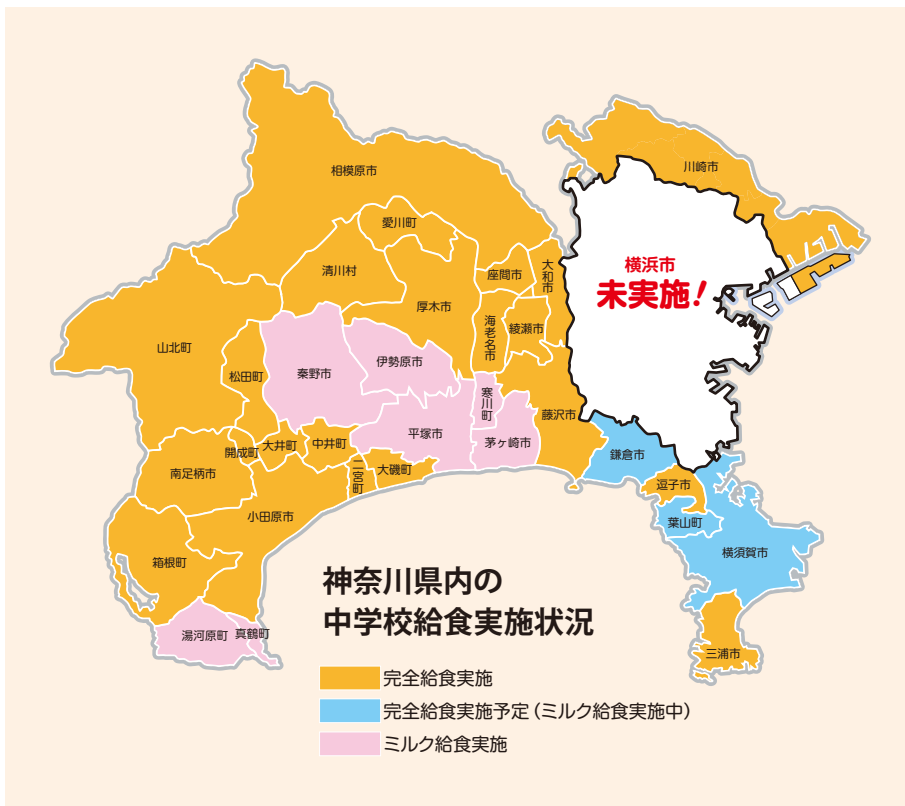 相模原市
川崎市
愛川町
清川村
座間市
大和市
横浜市
未実施!
厚木市
海老名市
綾瀬市
山北町
松田町
秦野市
伊勢原市
寒川町
藤沢市
平塚市
茅ヶ崎市
開成町
大井町
中井町
二宮町
大磯町
鎌倉市
南足柄市
逗子市
小田原市
葉山町
横須賀市
箱根町
湯河原町
真鶴町
三浦市
神奈川県内の
中学校給食実施状況
完全給食実施
完全給食実施予定(ミルク給食実施中)
ミルク給食実施